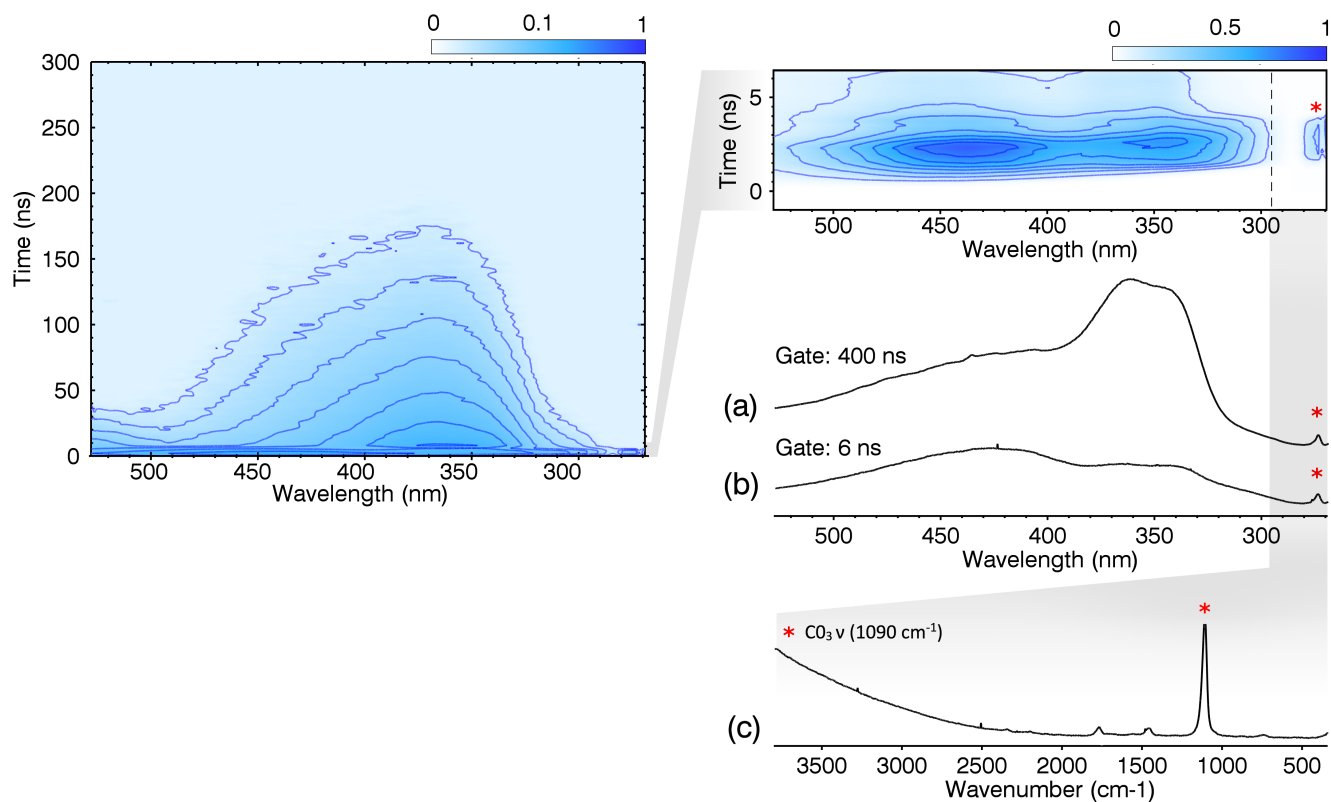 0 0.1 1
300
250
200
150
100
50
0
Time (ns)
500 450 400 350 300
Wavelength (nm)
0 0.5 1
5
0
Time (ns)
*
500 450 400 350 300
Wavelength (nm)
Gate: 400 ns
(a)
*
Gate: 6 ns
(b)
*
500 450 400 350 300
Wavelength (nm)
*
* C0₃ ν (1090 cm⁻¹)
(c)
3500 3000 2500 2000 1500 1000 500
Wavenumber (cm-1)